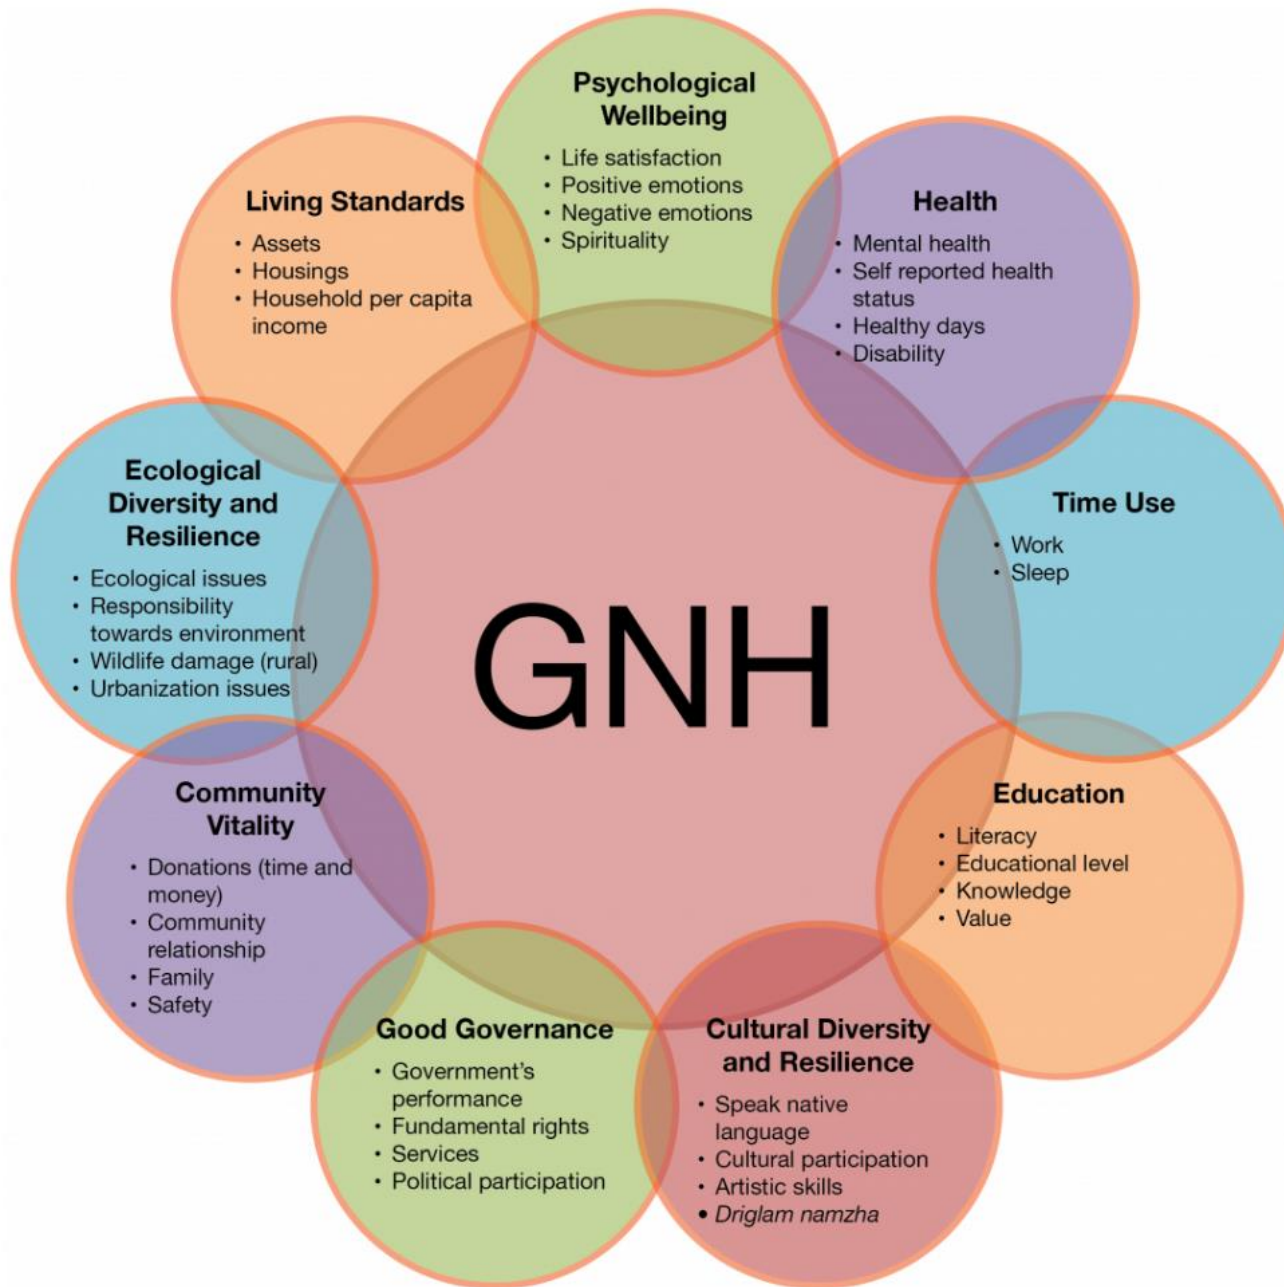 Psychological
Wellbeing
• Life satisfaction
• Positive emotions
• Negative emotions
• Spirituality
Health
• Mental health
• Self reported health
status
• Healthy days
• Disability
Time Use
• Work
• Sleep
Education
• Literacy
• Educational level
• Knowledge
• Value
Cultural Diversity
and Resilience
• Speak native
language
• Cultural participation
• Artistic skills
• Driglam namzha
Good Governance
• Government’s
performance
• Fundamental rights
• Services
• Political participation
Community
Vitality
• Donations (time and
money)
• Community
relationship
• Family
• Safety
Ecological
Diversity and
Resilience
• Ecological issues
• Responsibility
towards environment
• Wildlife damage (rural)
• Urbanization issues
Living Standards
• Assets
• Housings
• Household per capita
income
GNH